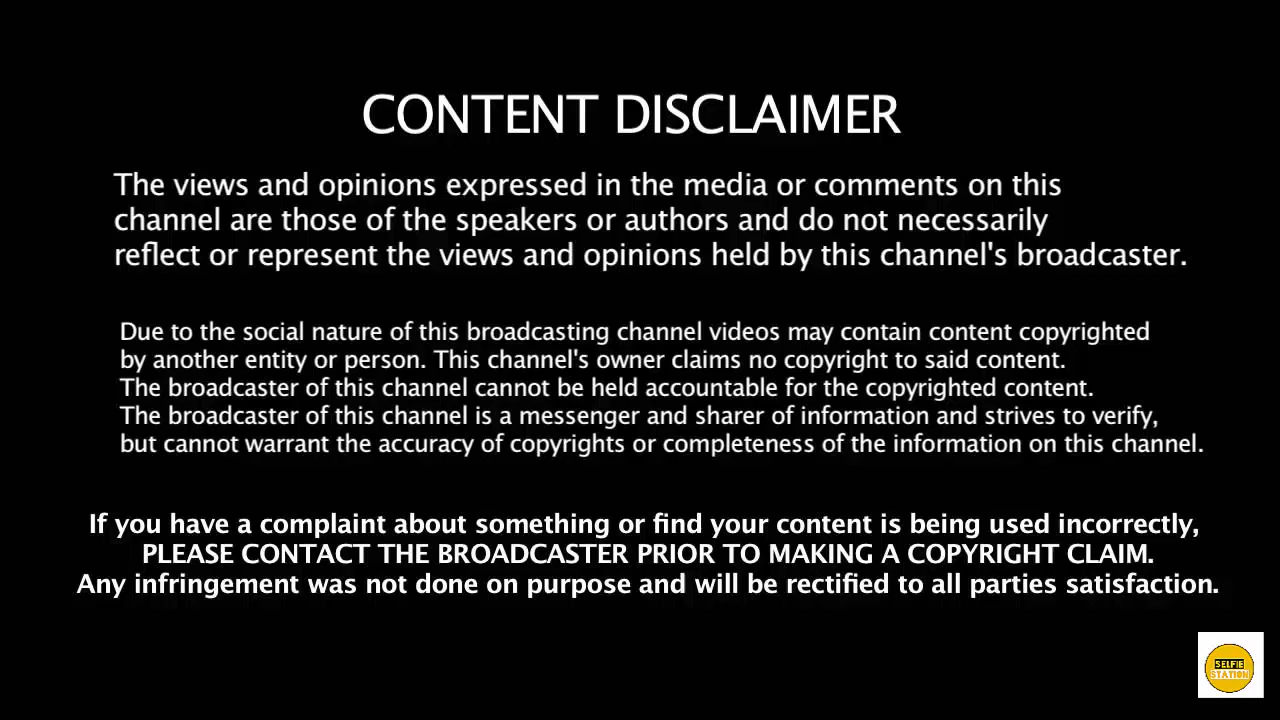 CONTENT DISCLAIMER
The views and opinions expressed in the media or comments on this
channel are those of the speakers or authors and do not necessarily
reflect or represent the views and opinions held by this channel's broadcaster.
Due to the social nature of this broadcasting channel videos may contain content copyrighted
by another entity or person. This channel's owner claims no copyright to said content.
The broadcaster of this channel cannot be held accountable for the copyrighted content.
The broadcaster of this channel is a messenger and sharer of information and strives to verify,
but cannot warrant the accuracy of copyrights or completeness of the information on this channel.
If you have a complaint about something or find your content is being used incorrectly,
PLEASE CONTACT THE BROADCASTER PRIOR TO MAKING A COPYRIGHT CLAIM.
Any infringement was not done on purpose and will be rectified to all parties satisfaction.
SELFIE
STATION